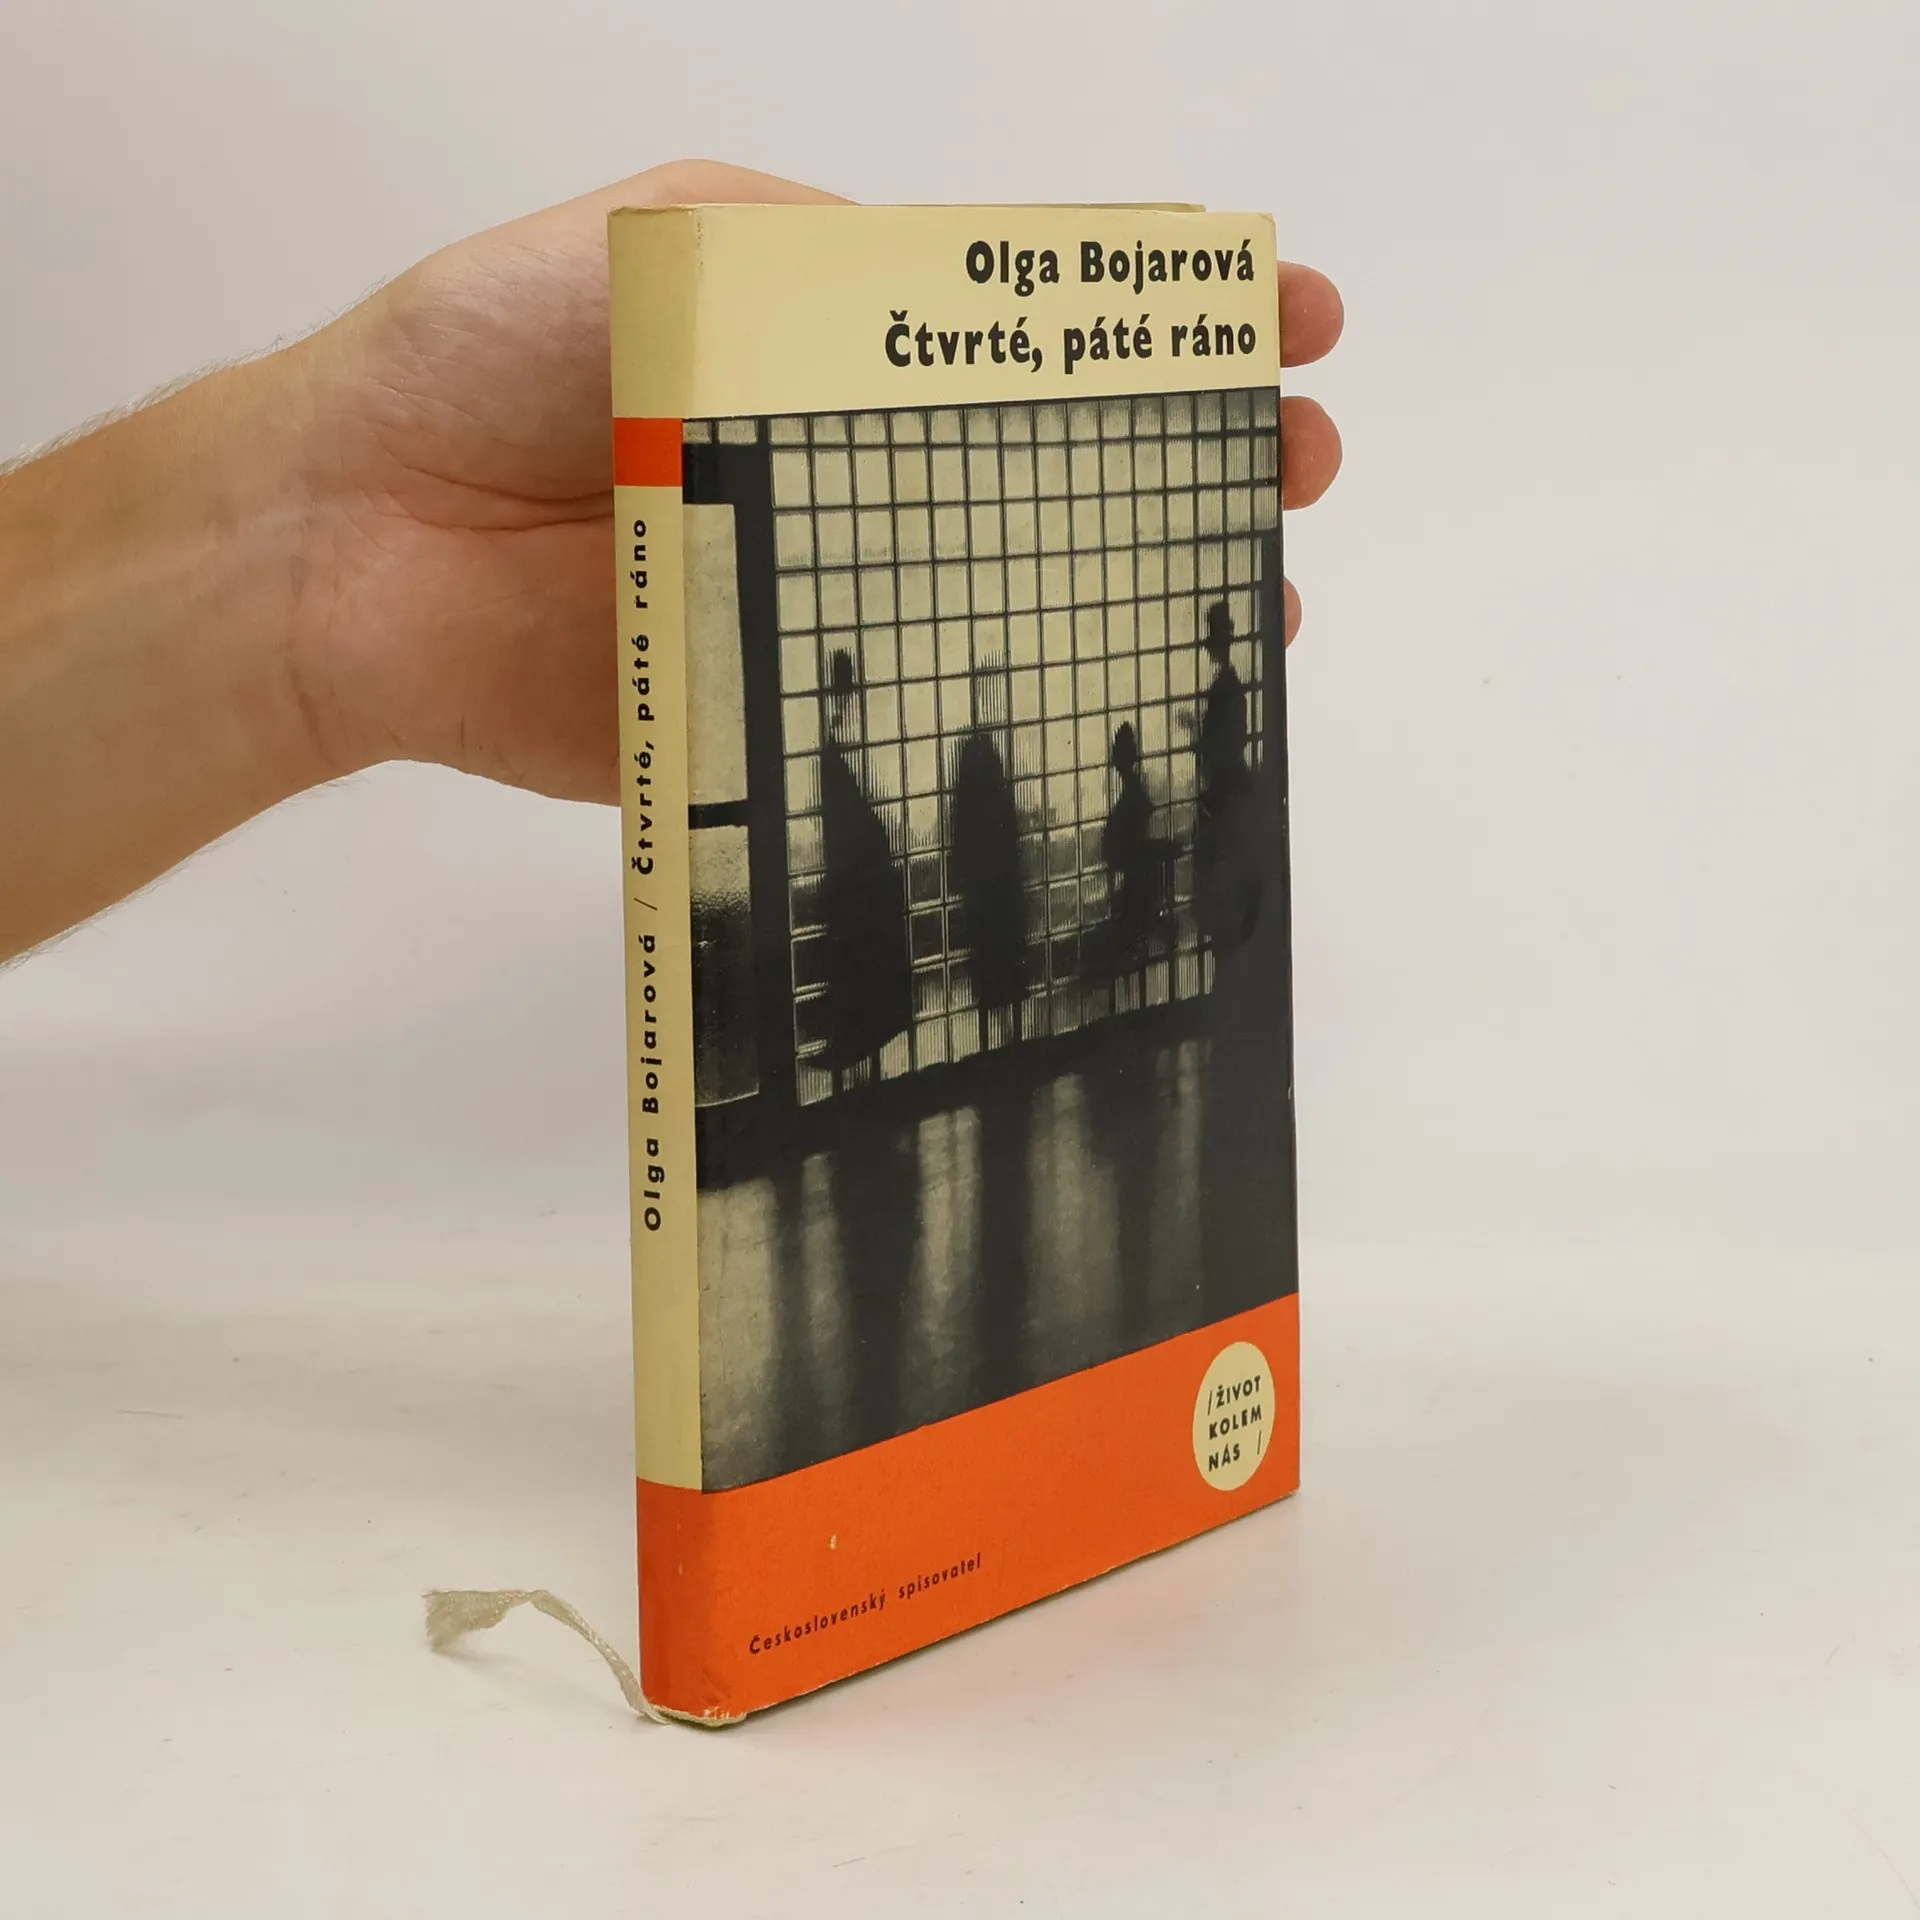 Olga Bojarová
Čtvrté, páté ráno
Olga Bojarová / Čtvrté, páté ráno
/ŽIVOT
KOLEM
NÁS /
Československý spisovatel